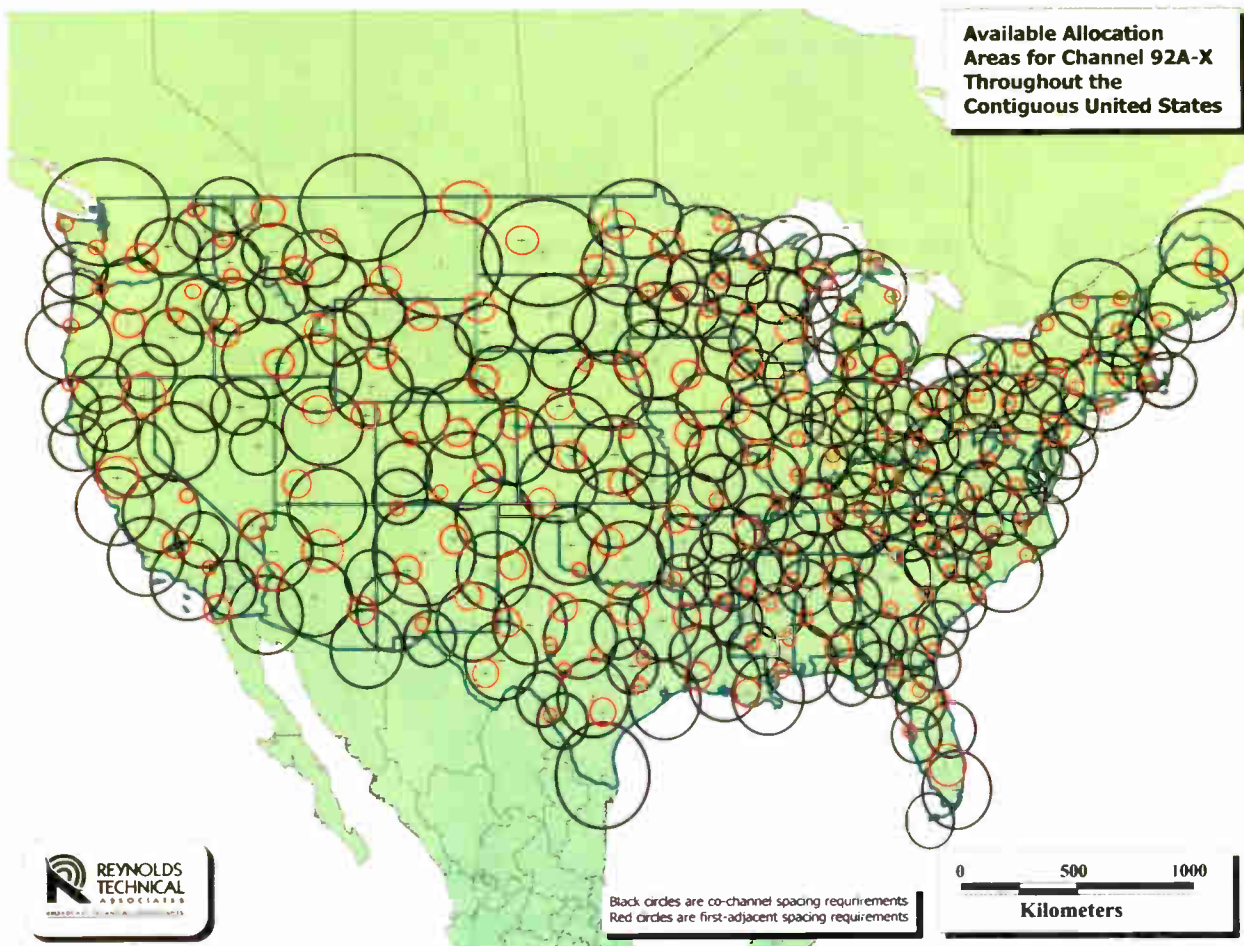 Available Allocation
Areas for Channel 92A-X
Throughout the
Contiguous United States
REYNOLDS
TECHNICAL
ASSOCIATES
Black circles are co-channel spacing requirements
Red circles are first-adjacent spacing requirements
0 500 1000
Kilometers